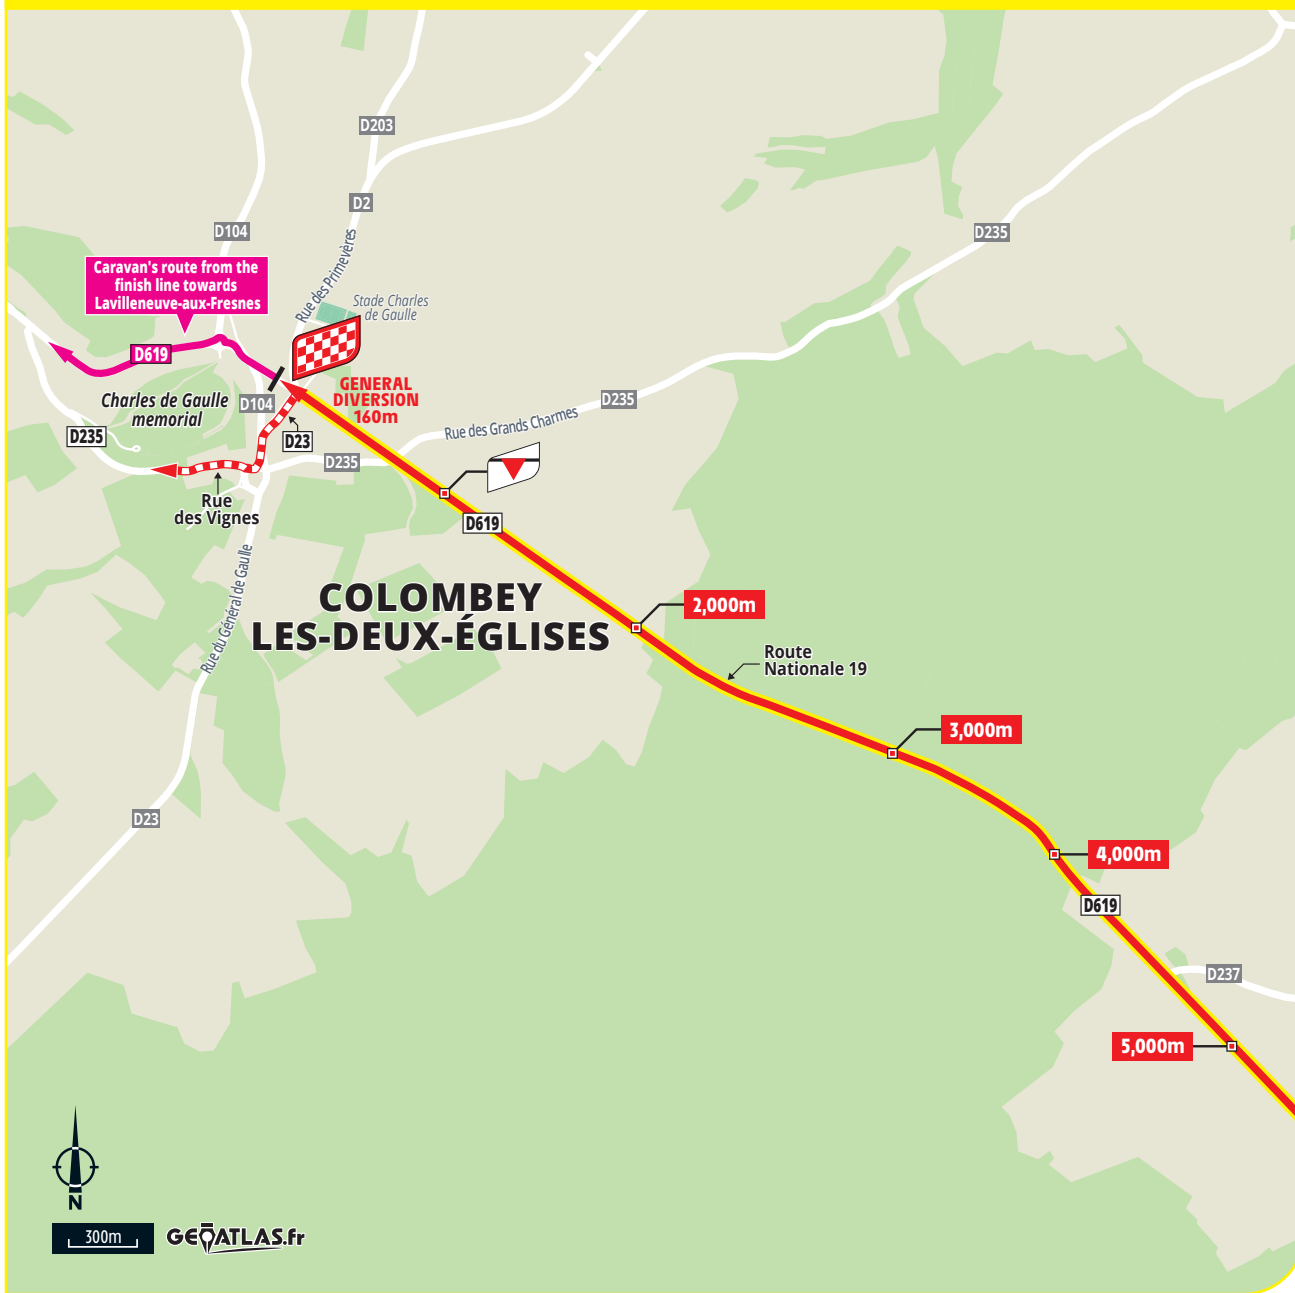 D203
D2
D104
D235
Rue des Primevères
Caravan's route from the
finish line towards
Lavilleneuve-aux-Fresnes
Stade Charles
de Gaulle
D619
GENERAL
DIVERSION
160m
Charles de Gaulle
memorial
D104
D235
Rue des Grands Charmes
D235
D23
D235
Rue
des Vignes
D619
COLOMBEY
LES-DEUX-ÉGLISES
2,000m
Rue du Général de Gaulle
Route
Nationale 19
3,000m
D23
4,000m
D619
D237
5,000m
N
300m
GEOATLAS.fr